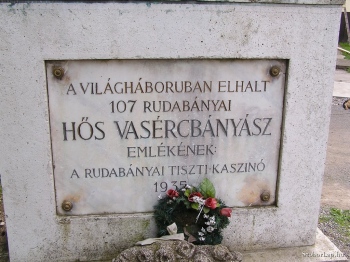 A VILÁGHÁBORUBAN ELHALT
107 RUDABÁNYAI
HŐS VASÉRCBÁNYÁSZ
EMLÉKÉNEK:
A RUDABÁNYAI TISZTI KASZINÓ